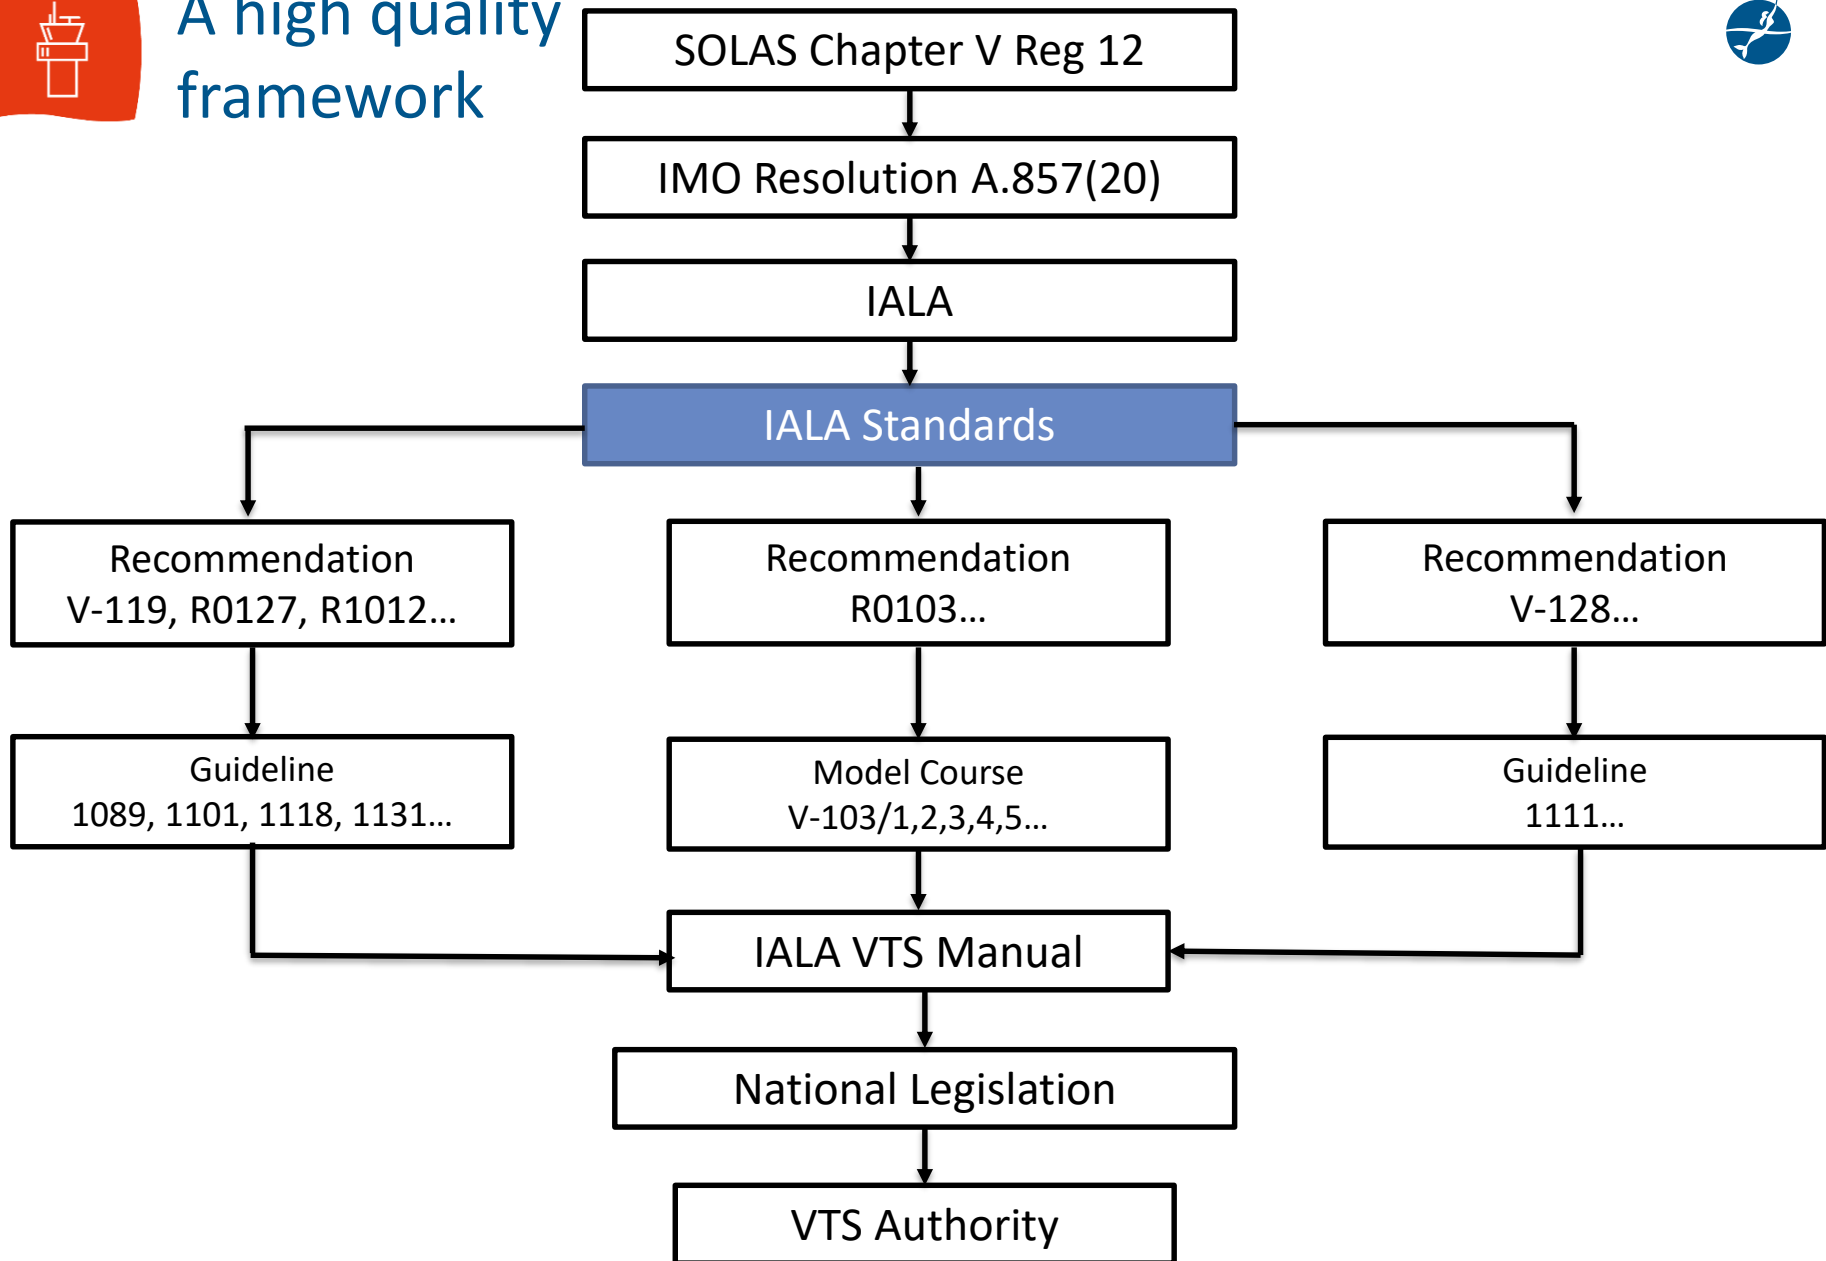 A high quality
framework
SOLAS Chapter V Reg 12
IMO Resolution A.857(20)
IALA
IALA Standards
Recommendation
V-119, R0127, R1012...
Recommendation
R0103...
Recommendation
V-128...
Guideline
1089, 1101, 1118, 1131...
Model Course
V-103/1,2,3,4,5...
Guideline
1111...
IALA VTS Manual
National Legislation
VTS Authority